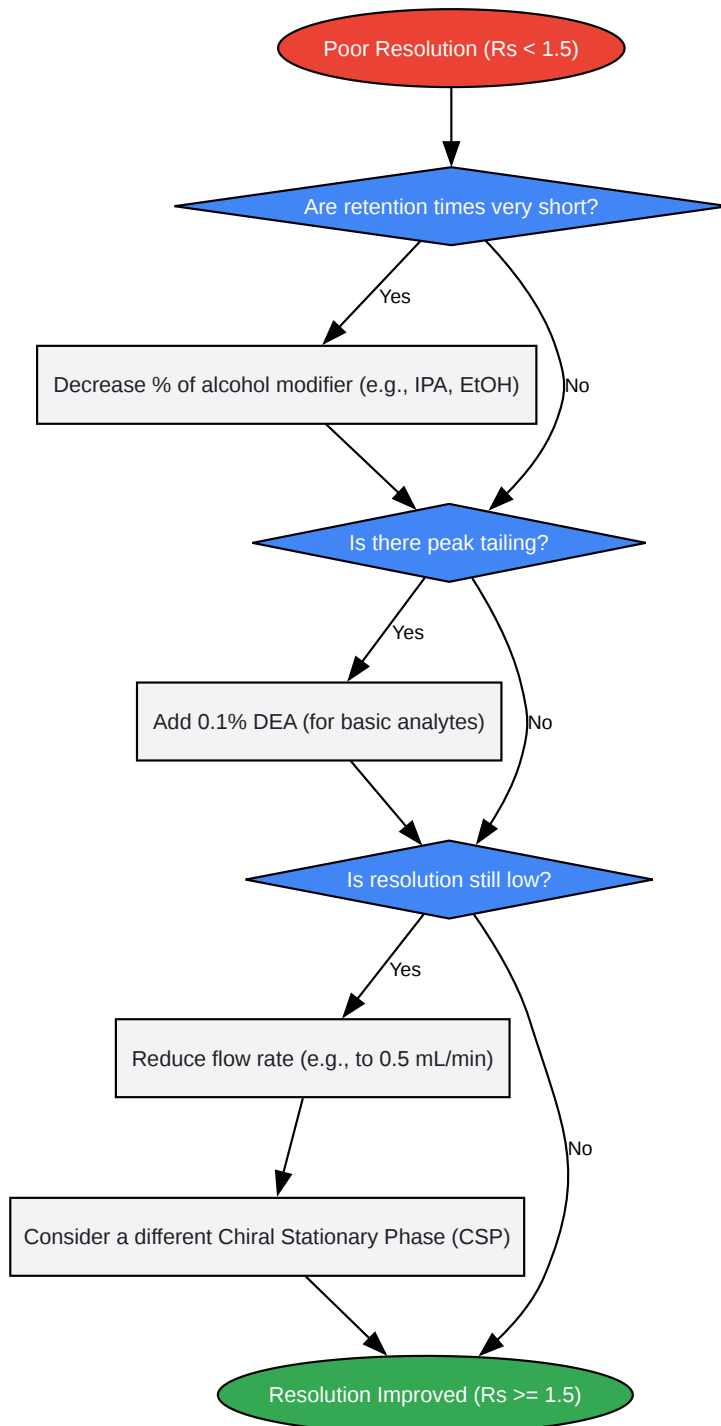 Poor Resolution (Rs < 1.5)
Are retention times very short?
Yes
Decrease % of alcohol modifier (e.g., IPA, EtOH)
No
Is there peak tailing?
Yes
Add 0.1% DEA (for basic analytes)
No
Is resolution still low?
Yes
Reduce flow rate (e.g., to 0.5 mL/min)
No
Consider a different Chiral Stationary Phase (CSP)
Resolution Improved (Rs >= 1.5)